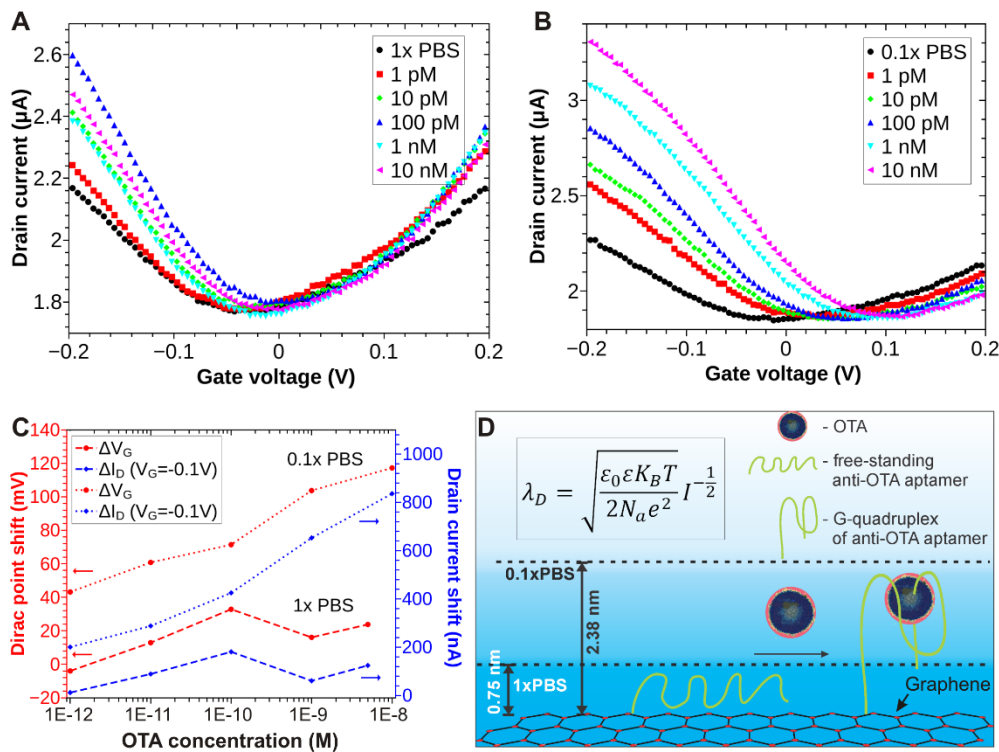 A
2.6
2.4
2.2
2.0
1.8
Drain current (µA)
−0.2
−0.1
0
0.1
0.2
Gate voltage (V)
1x PBS
1 pM
10 pM
100 pM
1 nM
10 nM
B
3
2.5
2
Drain current (µA)
−0.2
−0.1
0
0.1
0.2
Gate voltage (V)
0.1x PBS
1 pM
10 pM
100 pM
1 nM
10 nM
C
140
120
100
80
60
40
20
0
−20
Dirac point shift (mV)
ΔV_G
ΔI_D (V_G=-0.1V)
ΔV_G
ΔI_D (V_G=-0.1V)
0.1x PBS
1x PBS
1000
800
600
400
200
0
Drain current shift (nA)
1E-12
1E-11
1E-10
1E-9
1E-8
OTA concentration (M)
D
λ_D = √(ε_0 ε K_B T / 2 N_a e^2) I^(-1/2)
- OTA
- free-standing
anti-OTA aptamer
- G-quadruplex
of anti-OTA aptamer
0.1xPBS
2.38 nm
0.75 nm
1xPBS
Graphene